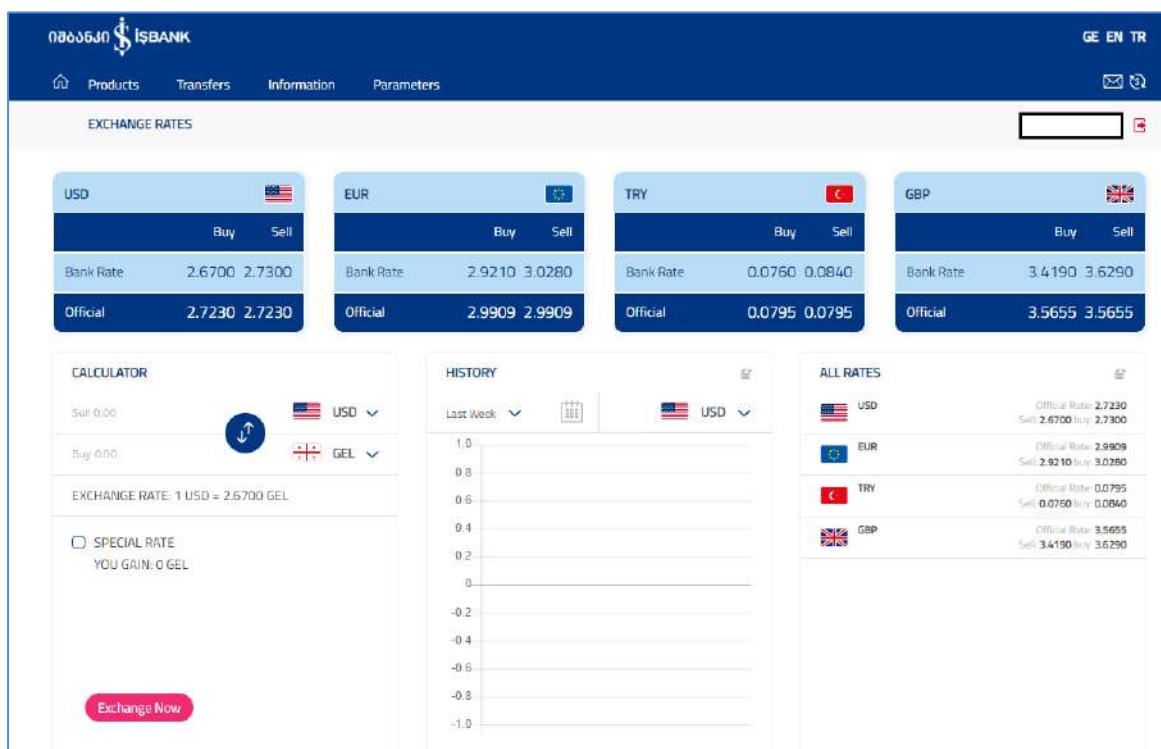 იშბანკი İŞBANK
GE EN TR
Products Transfers Information Parameters
EXCHANGE RATES
USD
Buy Sell
Bank Rate 2.6700 2.7300
Official 2.7230 2.7230
EUR
Buy Sell
Bank Rate 2.9210 3.0280
Official 2.9909 2.9909
TRY
Buy Sell
Bank Rate 0.0760 0.0840
Official 0.0795 0.0795
GBP
Buy Sell
Bank Rate 3.4190 3.6290
Official 3.5655 3.5655
CALCULATOR
Sell 0.00 USD
Buy 0.00 GEL
EXCHANGE RATE: 1 USD = 2.6700 GEL
SPECIAL RATE
YOU GAIN: 0 GEL
Exchange Now
HISTORY
Last Week USD
1.0
0.8
0.6
0.4
0.2
0
-0.2
-0.4
-0.6
-0.8
-1.0
ALL RATES
USD Official Rate: 2.7230
Sell: 2.6700 buy: 2.7300
EUR Official Rate: 2.9909
Sell: 2.9210 buy: 3.0280
TRY Official Rate: 0.0795
Sell: 0.0760 buy: 0.0840
GBP Official Rate: 3.5655
Sell: 3.4190 buy: 3.6290